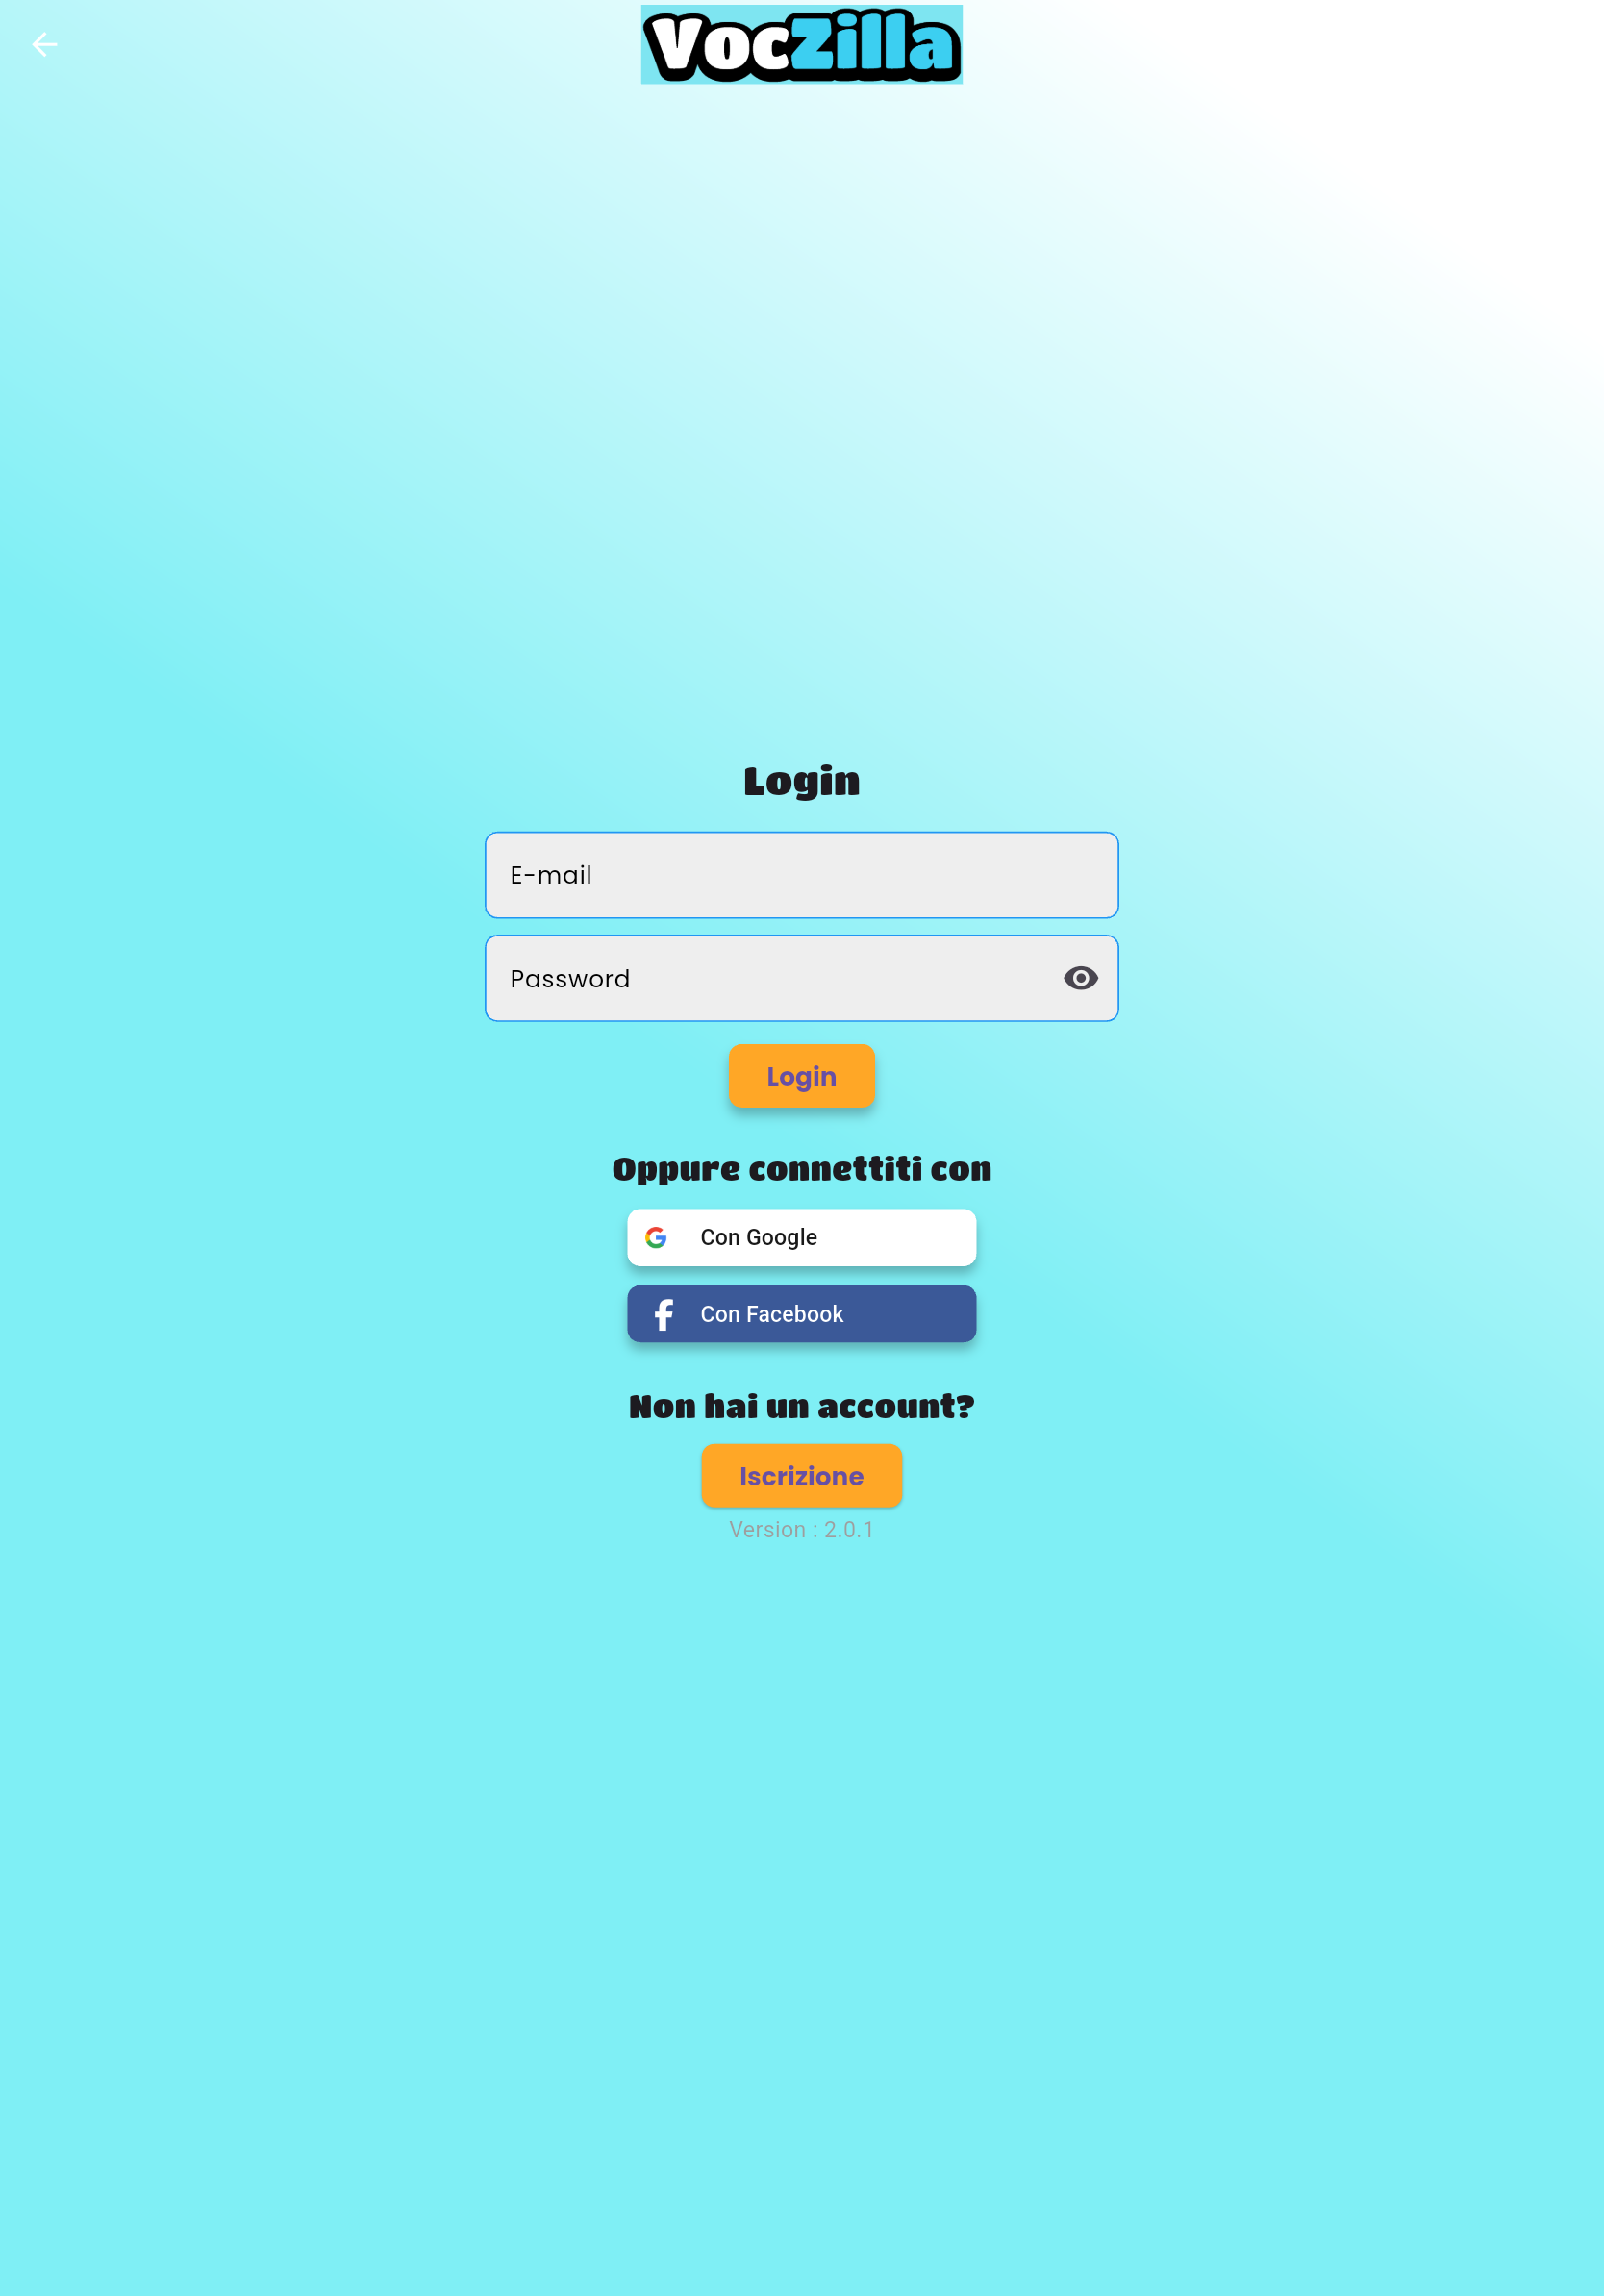 VocZilla
Login
E-mail
Password
Login
Oppure connettiti con
Con Google
Con Facebook
Non hai un account?
Iscrizione
Version : 2.0.1